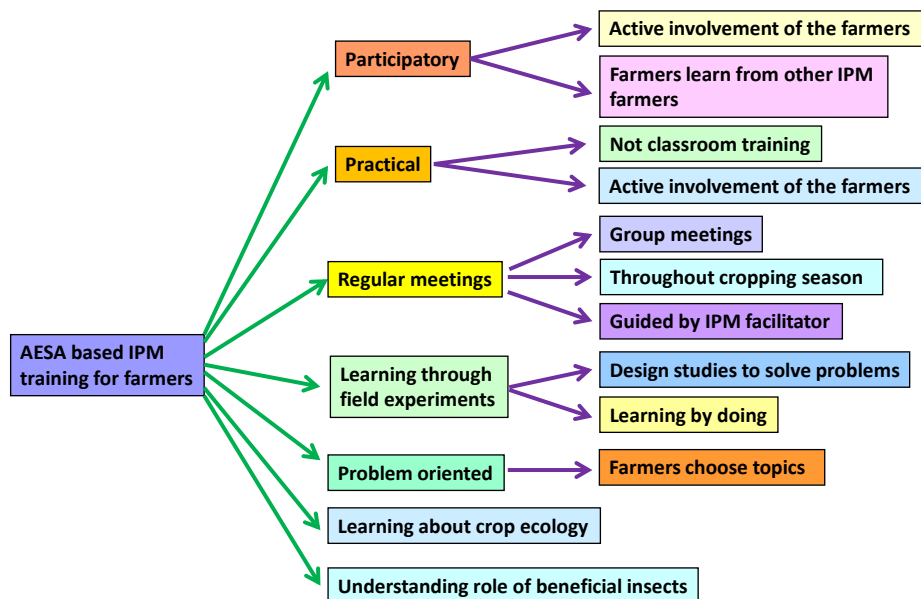 AESA based IPM
training for farmers
Participatory
Active involvement of the farmers
Farmers learn from other IPM
farmers
Practical
Not classroom training
Active involvement of the farmers
Regular meetings
Group meetings
Throughout cropping season
Guided by IPM facilitator
Learning through
field experiments
Design studies to solve problems
Learning by doing
Problem oriented
Farmers choose topics
Learning about crop ecology
Understanding role of beneficial insects